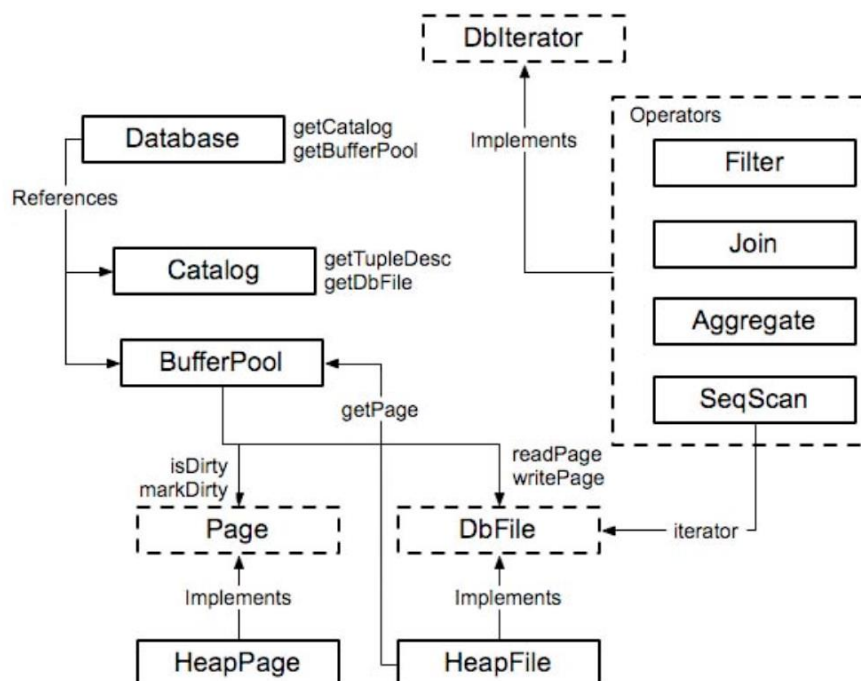 DbIterator
Operators
Database
getCatalog
getBufferPool
Implements
Filter
References
Join
Catalog
getTupleDesc
getDbFile
Aggregate
BufferPool
SeqScan
getPage
isDirty
markDirty
readPage
writePage
Page
DbFile
iterator
Implements
Implements
HeapPage
HeapFile